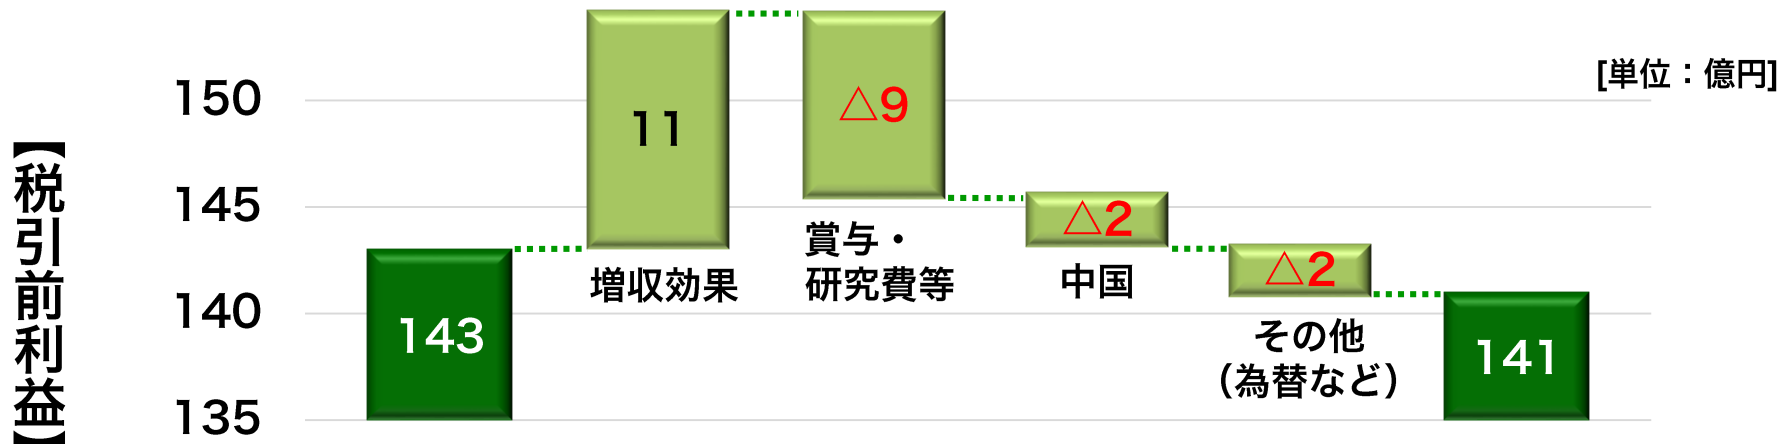 [単位：億円]
【税引前利益】
150
145
140
135
143
11
増収効果
△9
賞与・
研究費等
△2
中国
△2
その他
（為替など）
141